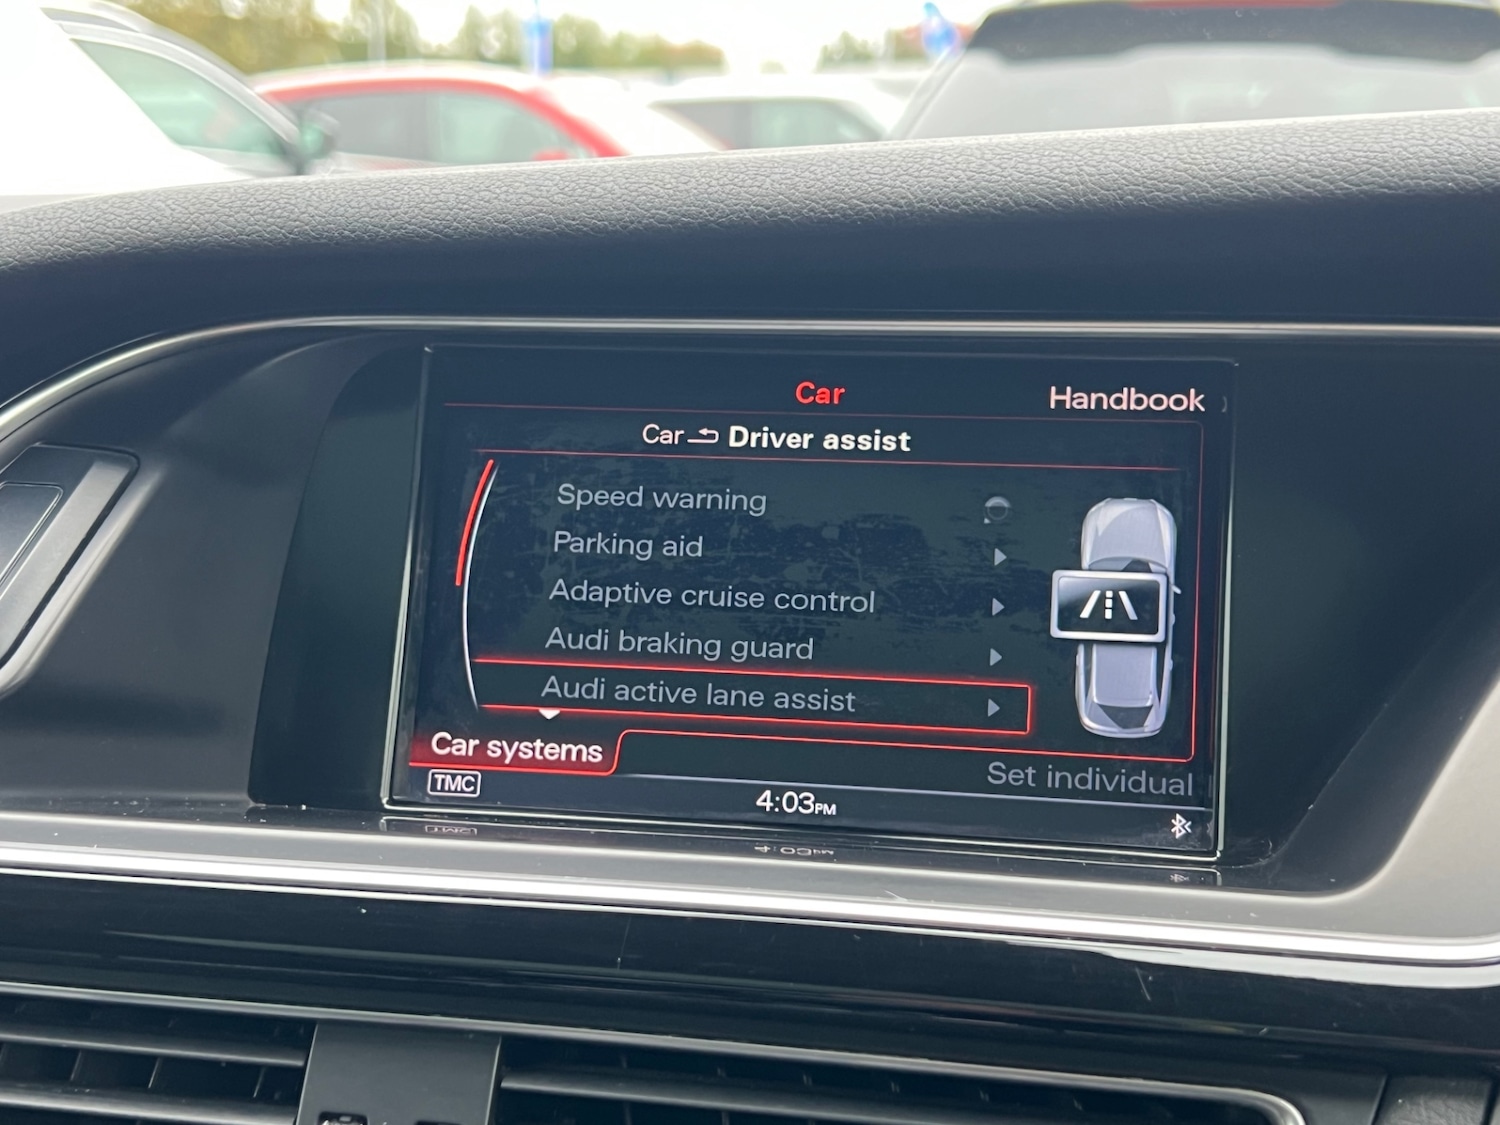 Car
Handbook
Car Driver assist
Speed warning
Parking aid
Adaptive cruise control
Audi braking guard
Audi active lane assist
Car systems
Set individual
TMC
4:03PM